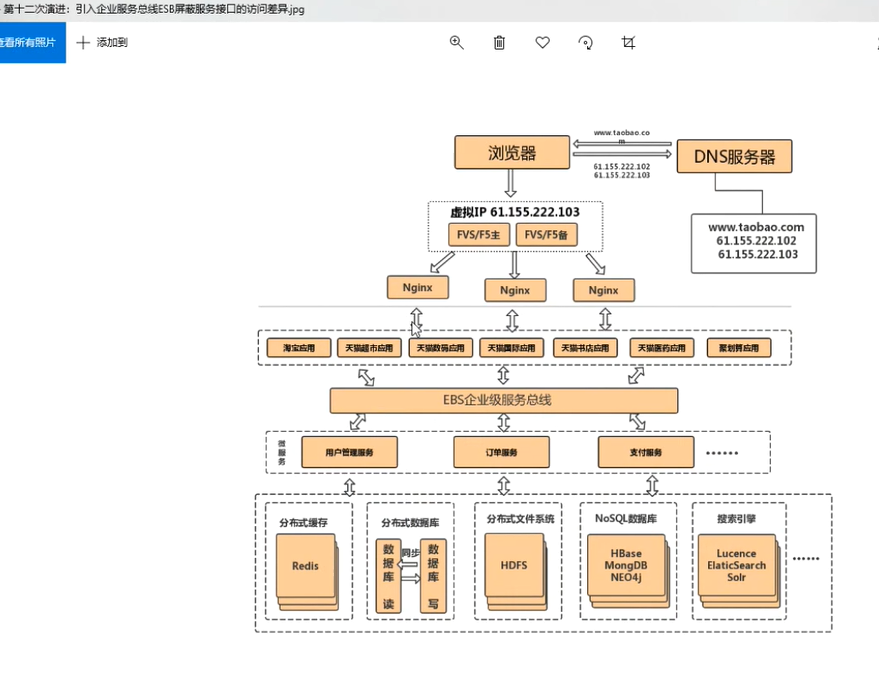 第十二次演进：引入企业服务总线ESB屏蔽服务接口的访问差异.jpg
查看所有照片
添加到
浏览器
www.taobao.co
m
61.155.222.102
61.155.222.103
DNS服务器
www.taobao.com
61.155.222.102
61.155.222.103
虚拟IP 61.155.222.103
FVS/F5主
FVS/F5备
Nginx
Nginx
Nginx
淘宝应用
天猫超市应用
天猫数码应用
天猫国际应用
天猫书店应用
天猫医药应用
聚划算应用
EBS企业级服务总线
微服务
用户管理服务
订单服务
支付服务
······
分布式缓存
Redis
分布式数据库
数据库 读
同步
数据库 写
分布式文件系统
HDFS
NoSQL数据库
HBase
MongDB
NEO4j
搜索引擎
Lucence
ElaticSearch
Solr
······